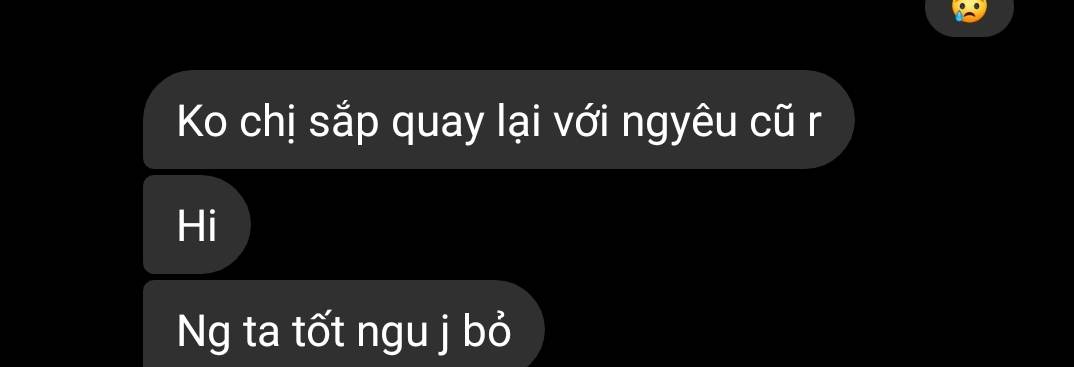 Ko chị sắp quay lại với ngyêu cũ r
Hi
Ng ta tốt ngu j bỏ